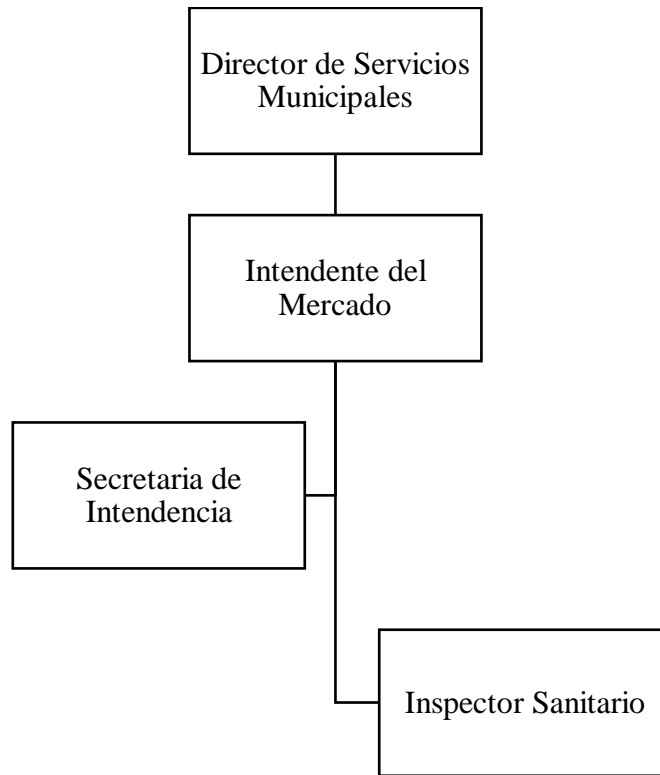 Director de Servicios
Municipales
Intendente del
Mercado
Secretaria de
Intendencia
Inspector Sanitario